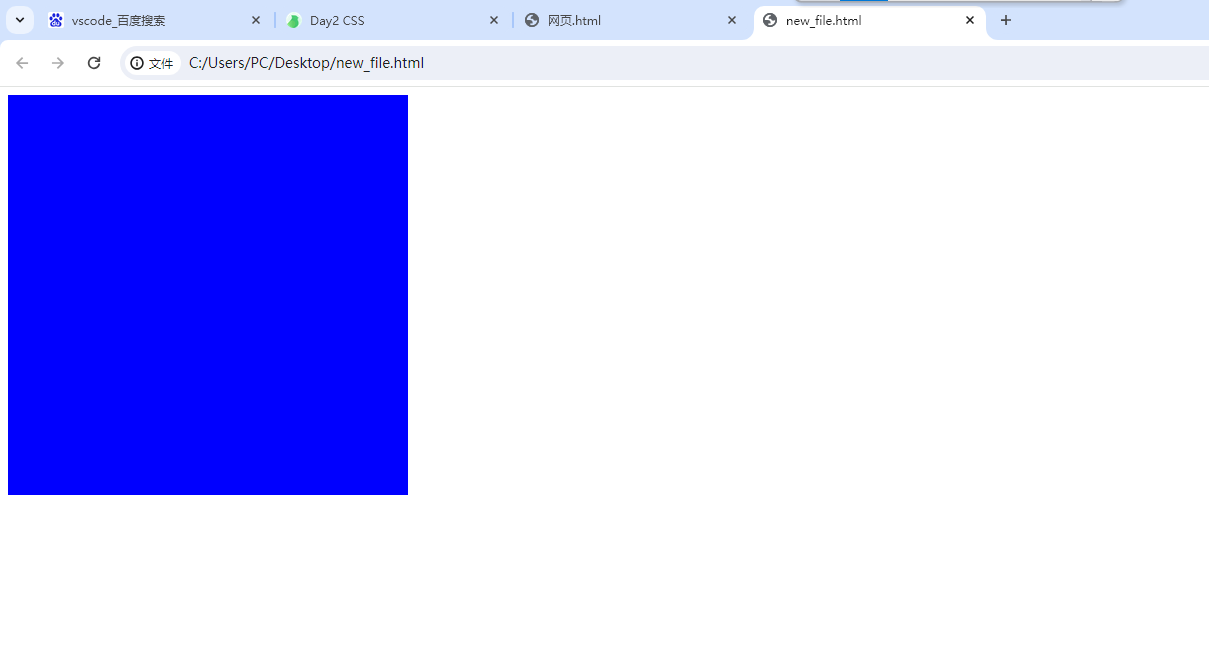 vscode_百度搜索
Day2 CSS
网页.html
new_file.html
文件
C:/Users/PC/Desktop/new_file.html